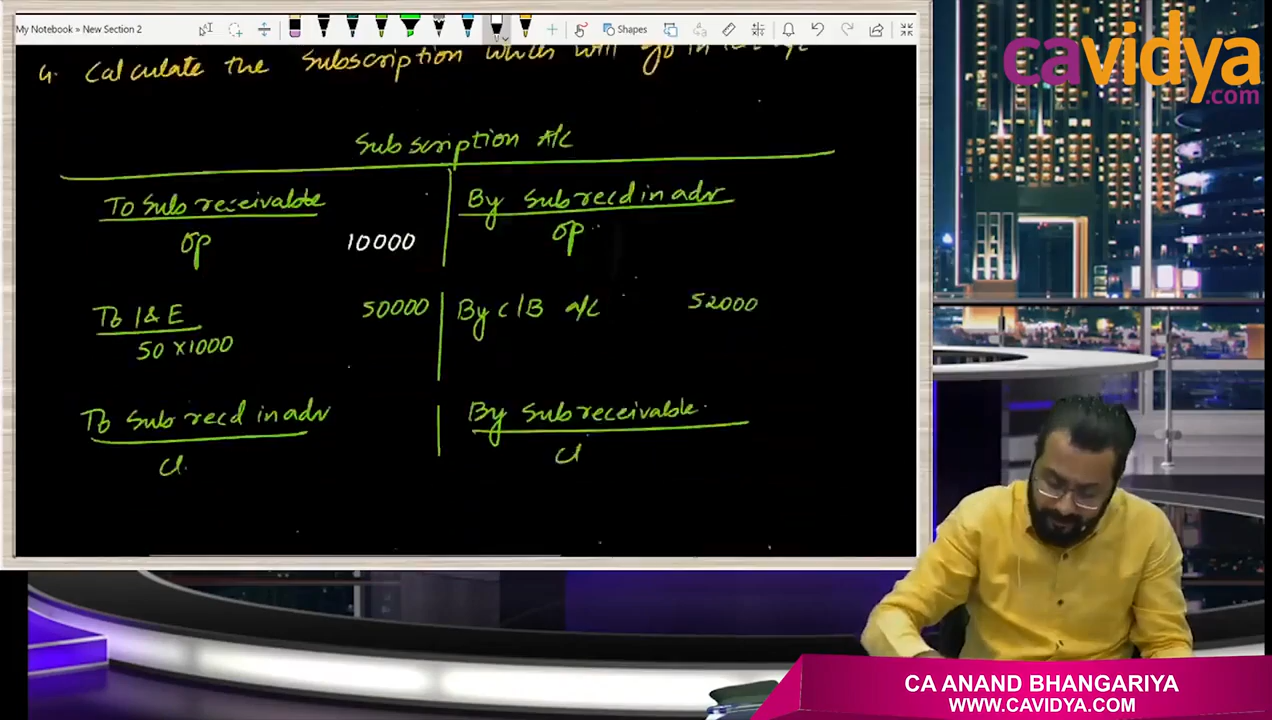 My Notebook » New Section 2
Shapes
cavidya
.com
4. Calculate the subscription which will go in
Subscription A/C
To Sub receivable
By Sub recd in adv
op 10000
op
To I & E 50000
By C/B a/c 52000
50 x 1000
To Sub recd in adv
By Sub receivable
cl
cl
CA ANAND BHANGARIYA
WWW.CAVIDYA.COM